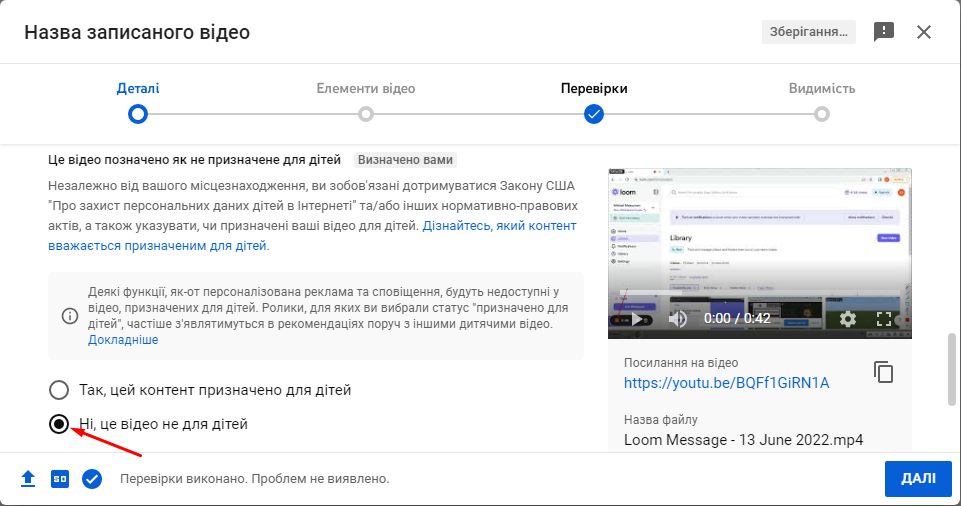 Назва записаного відео
Зберігання…
Деталі
Елементи відео
Перевірки
Видимість
Це відео позначено як не призначене для дітей Визначено вами
Незалежно від вашого місцезнаходження, ви зобов'язані дотримуватися Закону США
"Про захист персональних даних дітей в Інтернеті" та/або інших нормативно-правових
актів, а також указувати, чи призначені ваші відео для дітей. Дізнайтесь, який контент
вважається призначеним для дітей.
Деякі функції, як-от персоналізована реклама та сповіщення, будуть недоступні у
відео, призначених для дітей. Ролики, для яких ви вибрали статус "призначено для
дітей", частіше з'являтимуться в рекомендаціях поруч з іншими дитячими відео.
Докладніше
Так, цей контент призначено для дітей
Ні, це відео не для дітей
loom
Library
0:00 / 0:42
Посилання на відео
https://youtu.be/BQFf1GiRN1A
Назва файлу
Loom Message - 13 June 2022.mp4
SD
Перевірки виконано. Проблем не виявлено.
ДАЛІ